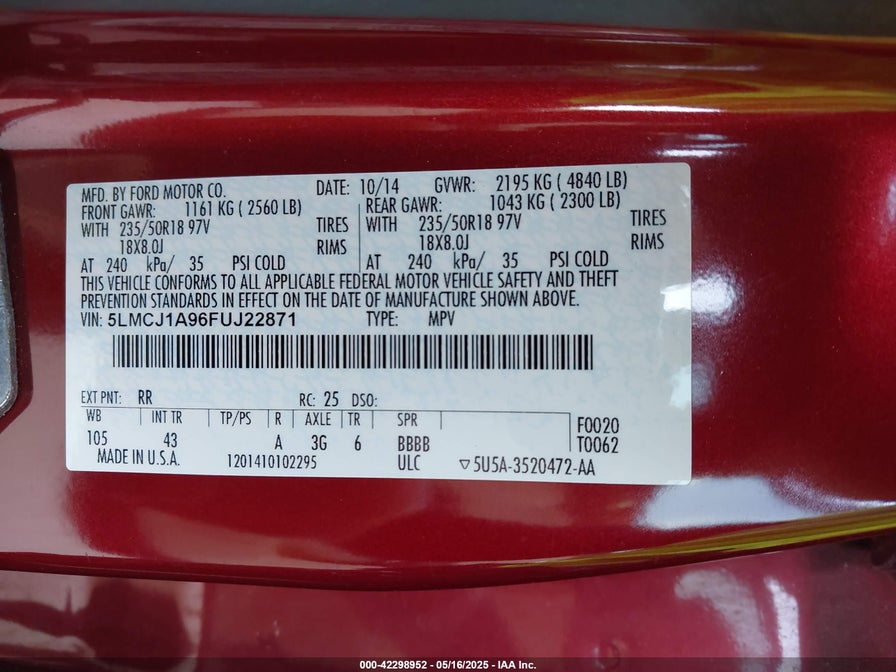 MFD. BY FORD MOTOR CO. DATE: 10/14 GVWR: 2195 KG ( 4840 LB)
FRONT GAWR: 1161 KG ( 2560 LB) REAR GAWR: 1043 KG ( 2300 LB)
WITH 235/50R18 97V TIRES WITH 235/50R18 97V TIRES
18X8.0J RIMS 18X8.0J RIMS
AT 240 kPa/ 35 PSI COLD AT 240 kPa/ 35 PSI COLD
THIS VEHICLE CONFORMS TO ALL APPLICABLE FEDERAL MOTOR VEHICLE SAFETY AND THEFT
PREVENTION STANDARDS IN EFFECT ON THE DATE OF MANUFACTURE SHOWN ABOVE.
VIN: 5LMCJ1A96FUJ22871 TYPE: MPV
EXT PNT: RR RC: 25 DSO:
WB INT TR TP/PS R AXLE TR SPR F0020
105 43 A 3G 6 BBBB T0062
MADE IN U.S.A. 1201410102295 ULC ▽5U5A-3520472-AA
000-42298952 - 05/16/2025 - IAA Inc.